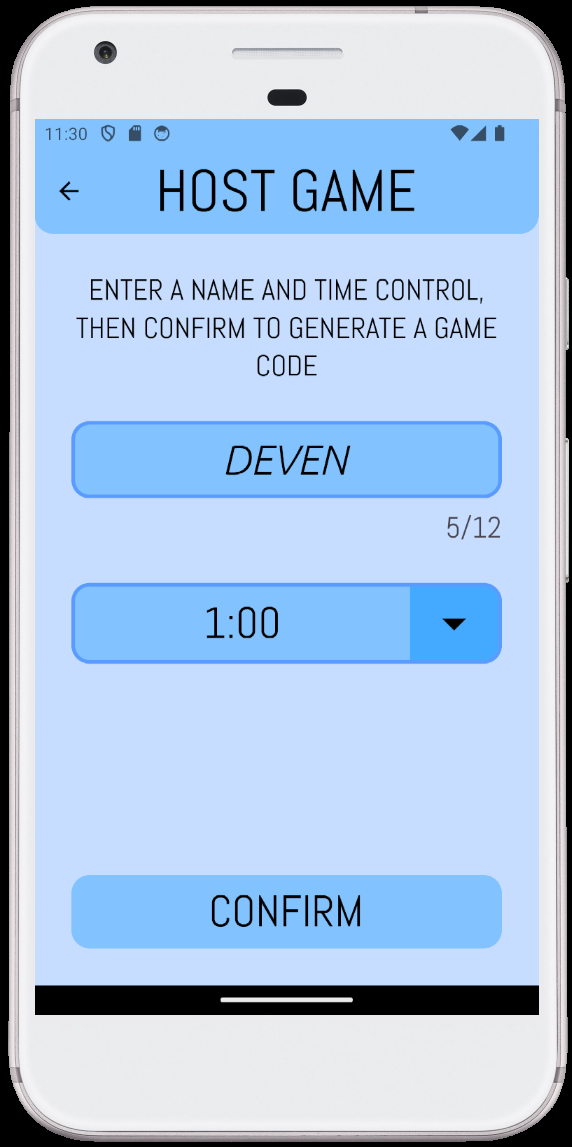 11:30
HOST GAME
ENTER A NAME AND TIME CONTROL,
THEN CONFIRM TO GENERATE A GAME
CODE
DEVEN
5/12
1:00
CONFIRM